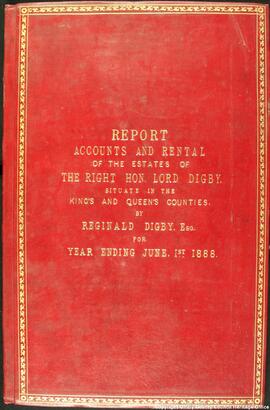 REPORT
ACCOUNTS AND RENTAL
OF THE ESTATES OF
THE RIGHT HON. LORD DIGBY.
SITUATE IN THE
KING'S AND QUEEN'S COUNTIES.
BY
REGINALD DIGBY. ESQ.
FOR
YEAR ENDING JUNE. 1ST 1888.